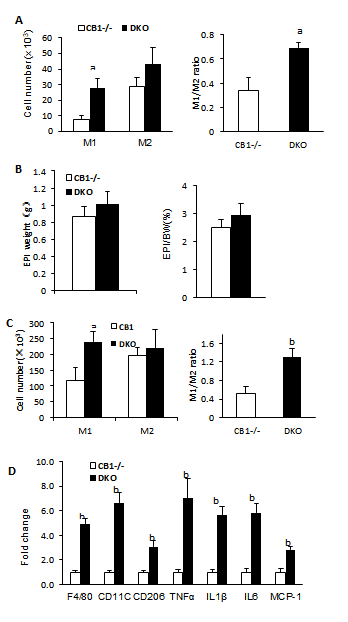 A
CB1-/- DKO
Cell number(×10³)
60
50
40
30
20
10
0
a
M1 M2
M1/M2 ratio
0.8
0.6
0.4
0.2
0
a
CB1-/- DKO
B
EPI weight (g)
1.4
1.2
1
0.8
0.6
0.4
0.2
0
CB1-/-
DKO
EPI/BW(%)
4
3
2
1
0
C
Cell number(×10³)
300
250
200
150
100
50
0
a
CB1
DKO
M1 M2
M1/M2 ratio
1.6
1.2
0.8
0.4
0
b
CB1-/- DKO
D
Fold change
10.0
8.0
6.0
4.0
2.0
0.0
CB1-/-
DKO
b b b b b b b
F4/80 CD11C CD206 TNFα IL1β IL6 MCP-1